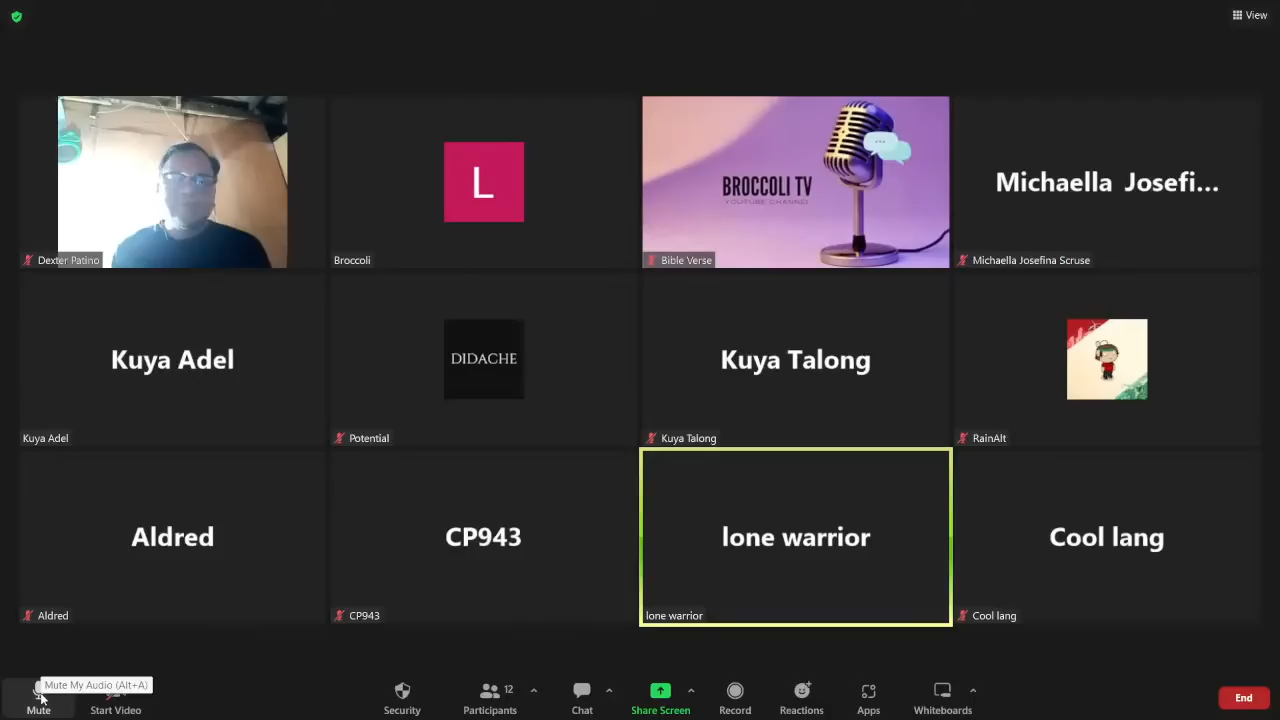 View
L
BROCCOLI TV
YOUTUBE CHANNEL
Michaella Josefi...
Dexter Patino
Broccoli
Bible Verse
Michaella Josefina Scruse
Kuya Adel
DIDACHE
Kuya Talong
Kuya Adel
Potential
Kuya Talong
RainAlt
Aldred
CP943
lone warrior
Cool lang
Aldred
CP943
lone warrior
Cool lang
Mute My Audio (Alt+A)
12
Mute
Start Video
Security
Participants
Chat
Share Screen
Record
Reactions
Apps
Whiteboards
End